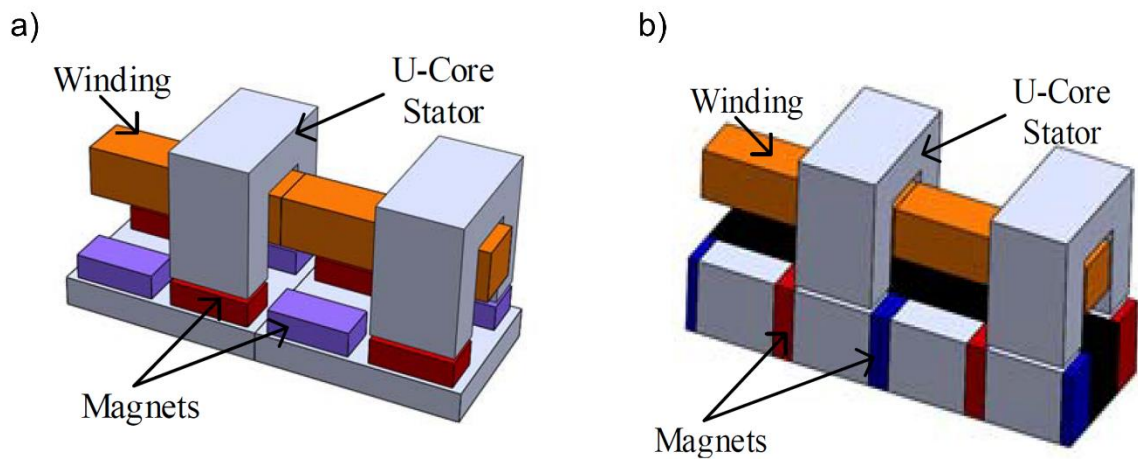 a)
Winding
U-Core
Stator
Magnets
b)
Winding
U-Core
Stator
Magnets